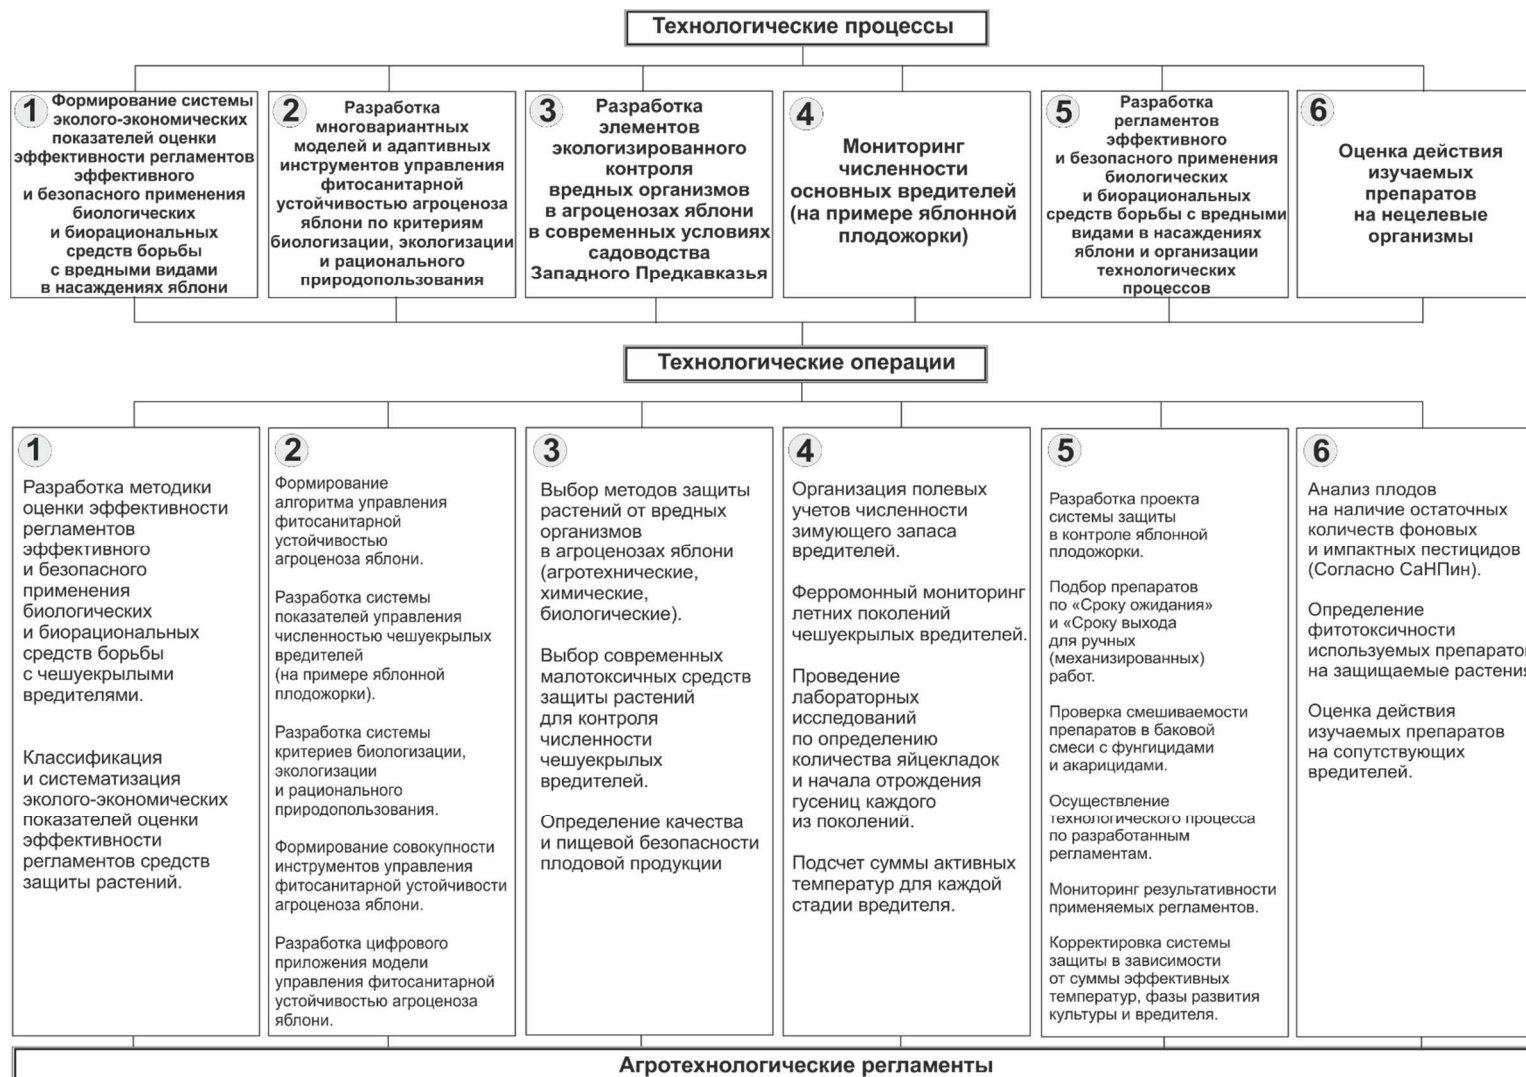 Технологические процессы
1
Формирование системы
эколого-экономических
показателей оценки
эффективности регламентов
эффективного
и безопасного применения
биологических
и биорациональных
средств борьбы
с вредными видами
в насаждениях яблони
2
Разработка
многовариантных
моделей и адаптивных
инструментов управления
фитосанитарной
устойчивостью агроценоза
яблони по критериям
биологизации, экологизации
и рационального
природопользования
3
Разработка
элементов
экологизированного
контроля
вредных организмов
в агроценозах яблони
в современных условиях
садоводства
Западного Предкавказья
4
Мониторинг
численности
основных вредителей
(на примере яблонной
плодожорки)
5
Разработка
регламентов
эффективного
и безопасного применения
биологических
и биорациональных
средств борьбы с вредными
видами в насаждениях
яблони и организации
технологических
процессов
6
Оценка действия
изучаемых
препаратов
на нецелевые
организмы
Технологические операции
1
Разработка методики
оценки эффективности
регламентов
эффективного
и безопасного
применения
биологических
и биорациональных
средств борьбы
с чешуекрылыми
вредителями.
Классификация
и систематизация
эколого-экономических
показателей оценки
эффективности
регламентов средств
защиты растений.
2
Формирование
алгоритма управления
фитосанитарной
устойчивостью
агроценоза яблони.
Разработка системы
показателей управления
численностью чешуекрылых
вредителей
(на примере яблонной
плодожорки).
Разработка системы
критериев биологизации,
экологизации
и рационального
природопользования.
Формирование совокупности
инструментов управления
фитосанитарной устойчивости
агроценоза яблони.
Разработка цифрового
приложения модели
управления фитосанитарной
устойчивостью агроценоза
яблони.
3
Выбор методов защиты
растений от вредных
организмов
в агроценозах яблони
(агротехнические,
химические,
биологические).
Выбор современных
малотоксичных средств
защиты растений
для контроля
численности
чешуекрылых
вредителей.
Определение качества
и пищевой безопасности
плодовой продукции
4
Организация полевых
учетов численности
зимующего запаса
вредителей.
Ферромонный мониторинг
летних поколений
чешуекрылых вредителей.
Проведение
лабораторных
исследований
по определению
количества яйцекладок
и начала отрождения
гусениц каждого
из поколений.
Подсчет суммы активных
температур для каждой
стадии вредителя.
5
Разработка проекта
системы защиты
в контроле яблонной
плодожорки.
Подбор препаратов
по «Сроку ожидания»
и «Сроку выхода
для ручных
(механизированных)
работ.
Проверка смешиваемости
препаратов в баковой
смеси с фунгицидами
и акарицидами.
Осуществление
технологического процесса
по разработанным
регламентам.
Мониторинг результативности
применяемых регламентов.
Корректировка системы
защиты в зависимости
от суммы эффективных
температур, фазы развития
культуры и вредителя.
6
Анализ плодов
на наличие остаточных
количеств фоновых
и импактных пестицидов
(Согласно СаНПин).
Определение
фитотоксичности
используемых препарато
на защищаемые растения
Оценка действия
изучаемых препаратов
на сопутствующих
вредителей.
Агротехнологические регламенты